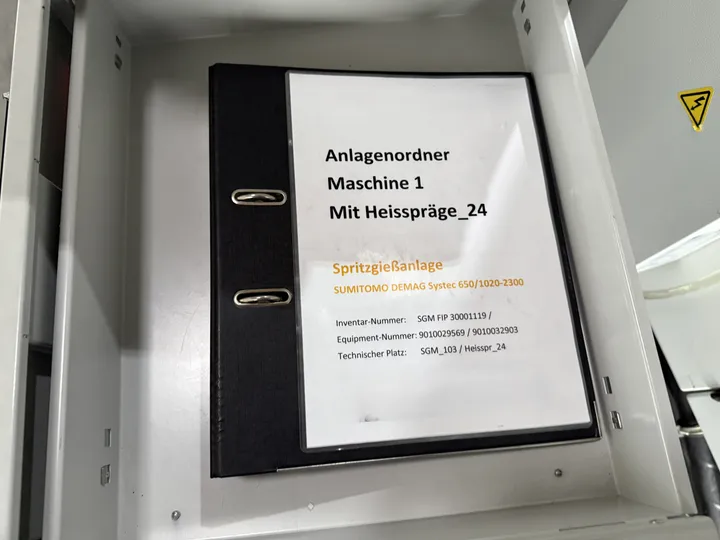 Anlagenordner
Maschine 1
Mit Heisspräge_24
Spritzgießanlage
SUMITOMO DEMAG Systec 650/1020-2300
Inventar-Nummer: SGM FIP 30001119 /
Equipment-Nummer: 9010029569 / 9010032903
Technischer Platz: SGM_103 / Heisspr_24